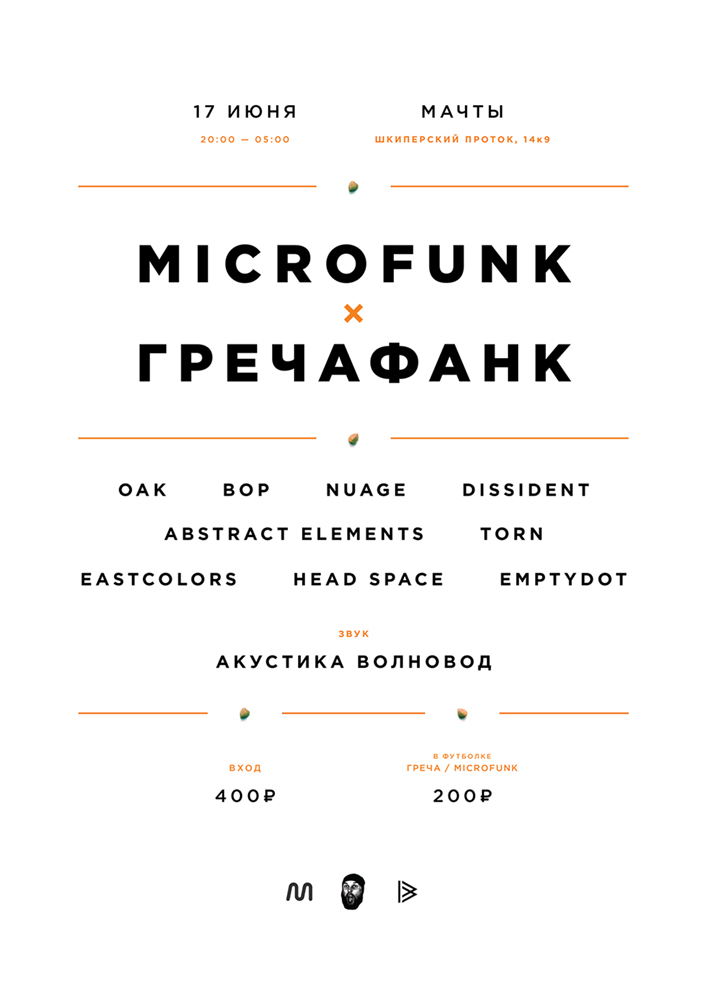 17 ИЮНЯ
20:00 — 05:00
МАЧТЫ
ШКИПЕРСКИЙ ПРОТОК, 14к9
MICROFUNK
×
ГРЕЧАФАНК
OAK BOP NUAGE DISSIDENT
ABSTRACT ELEMENTS TORN
EASTCOLORS HEAD SPACE EMPTYDOT
ЗВУК
АКУСТИКА ВОЛНОВОД
ВХОД
400₽
В ФУТБОЛКЕ
ГРЕЧА / MICROFUNK
200₽